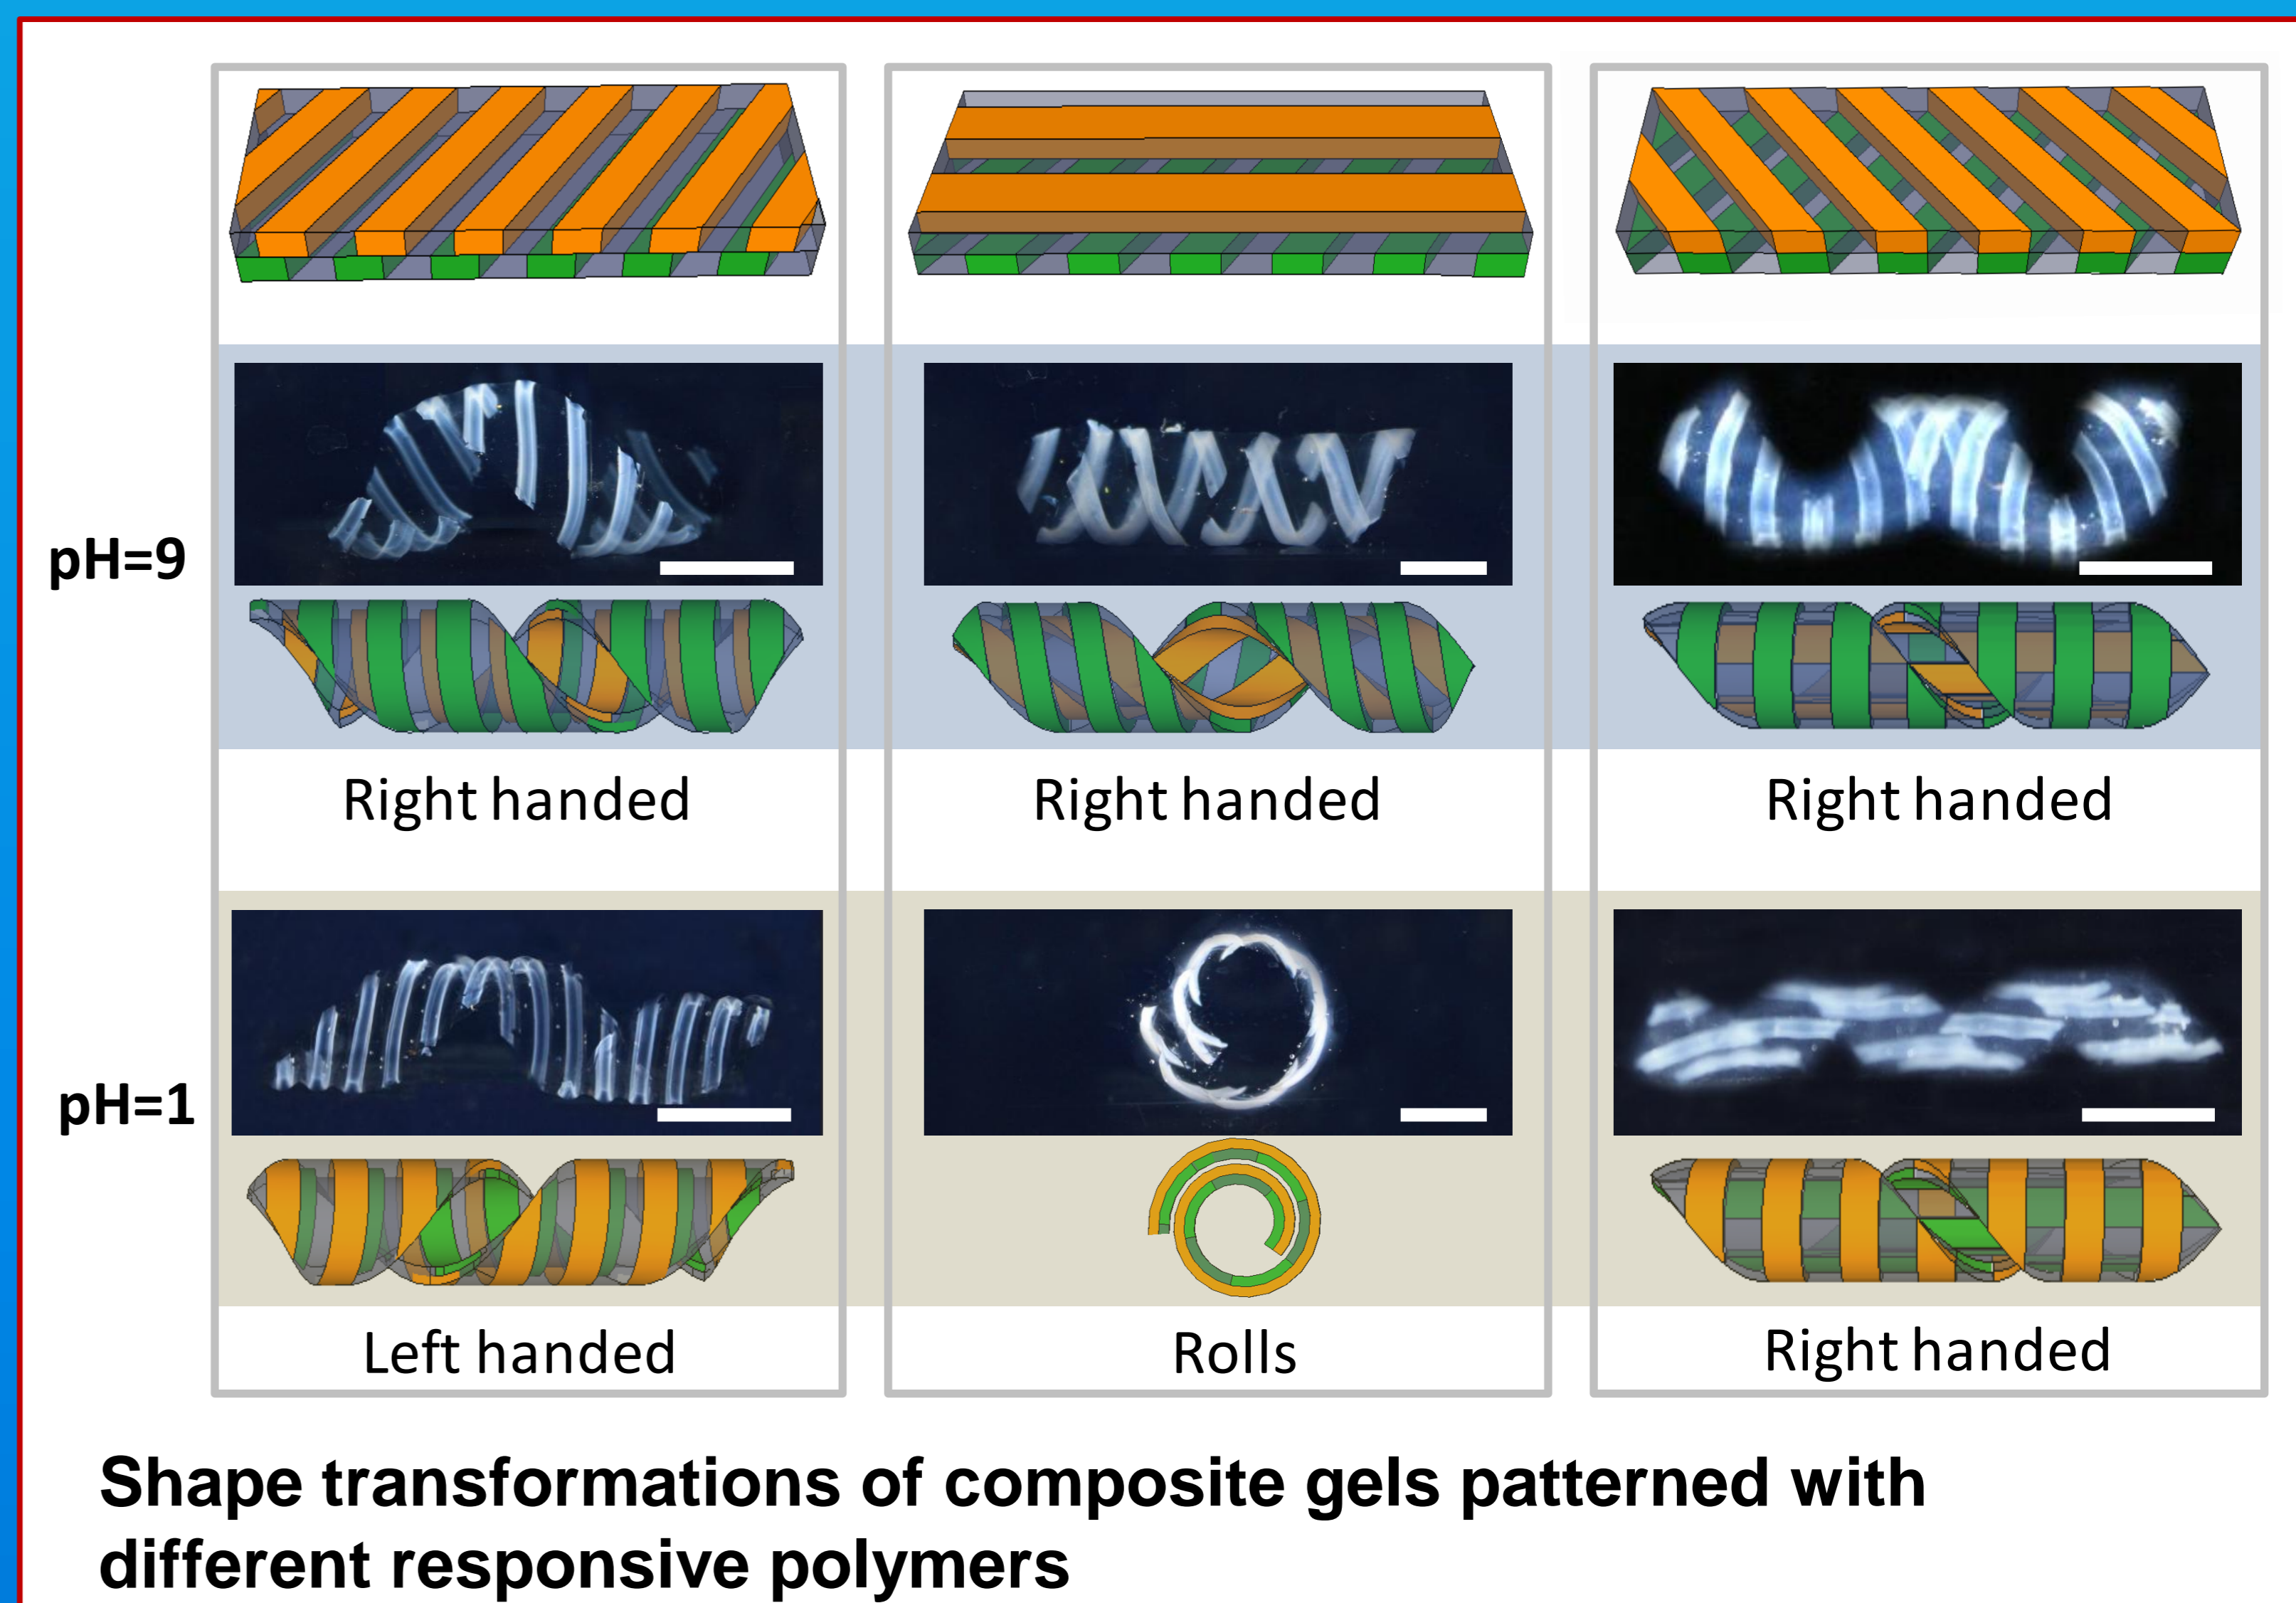 pH=9
Right handed
Right handed
Right handed
pH=1
Left handed
Rolls
Right handed
Shape transformations of composite gels patterned with
different responsive polymers